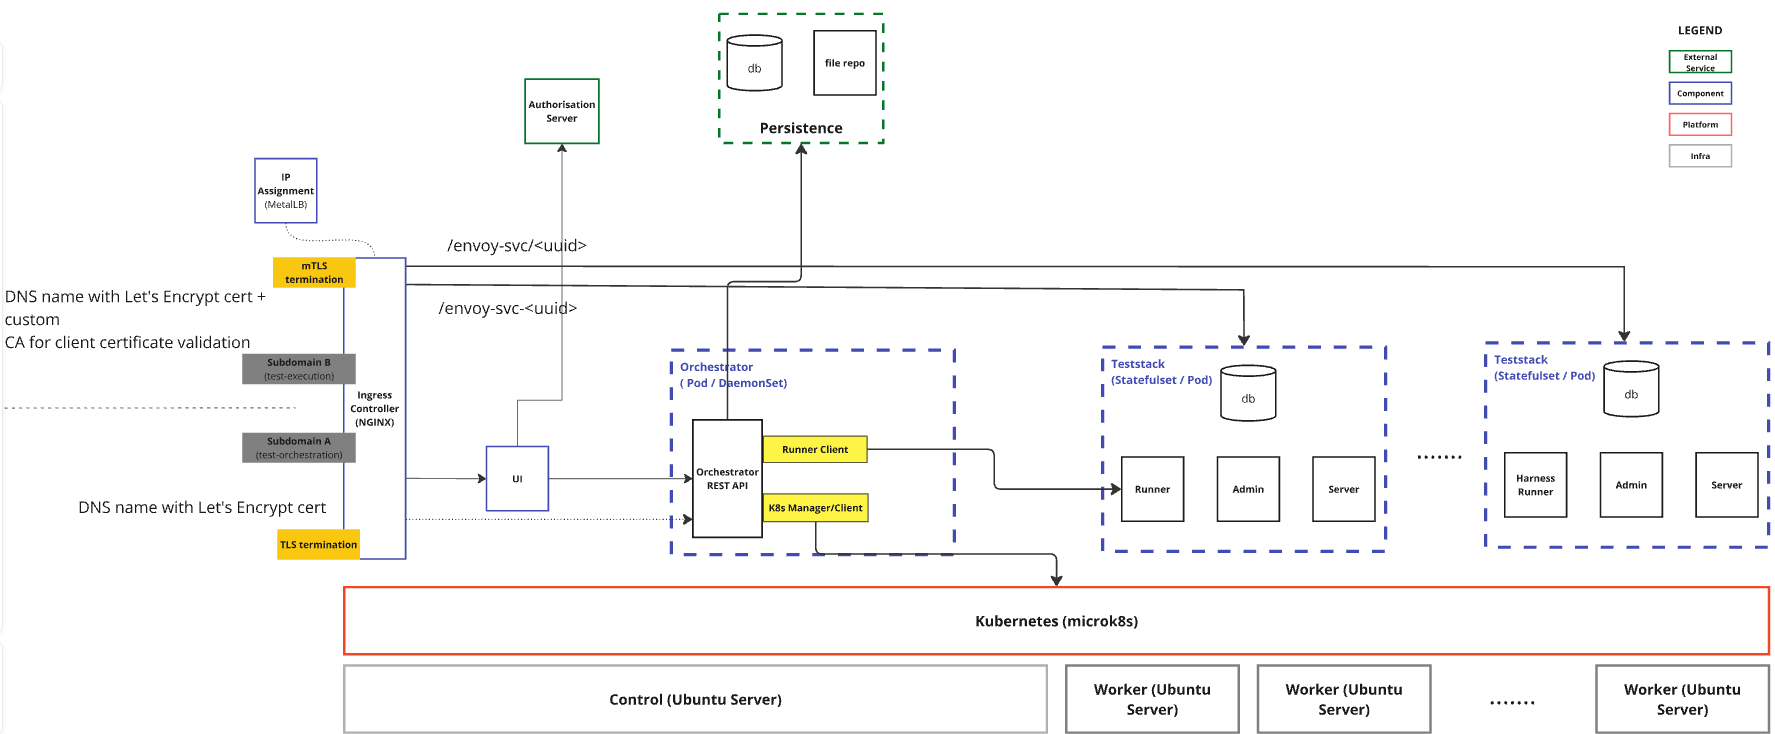 LEGEND
External
Service
Component
Platform
Infra
db
file repo
Persistence
Authorisation
Server
IP
Assignment
(MetalLB)
/envoy-svc/<uuid>
/envoy-svc-<uuid>
mTLS
termination
DNS name with Let's Encrypt cert +
custom
CA for client certificate validation
Subdomain B
(test-execution)
Ingress
Controller
(NGINX)
Subdomain A
(test-orchestration)
DNS name with Let's Encrypt cert
TLS termination
UI
Orchestrator
( Pod / DaemonSet)
Orchestrator
REST API
Runner Client
K8s Manager/Client
Teststack
(Statefulset / Pod)
db
Runner
Admin
Server
.......
Teststack
(Statefulset / Pod)
db
Harness
Runner
Admin
Server
Kubernetes (microk8s)
Control (Ubuntu Server)
Worker (Ubuntu
Server)
Worker (Ubuntu
Server)
.......
Worker (Ubuntu
Server)